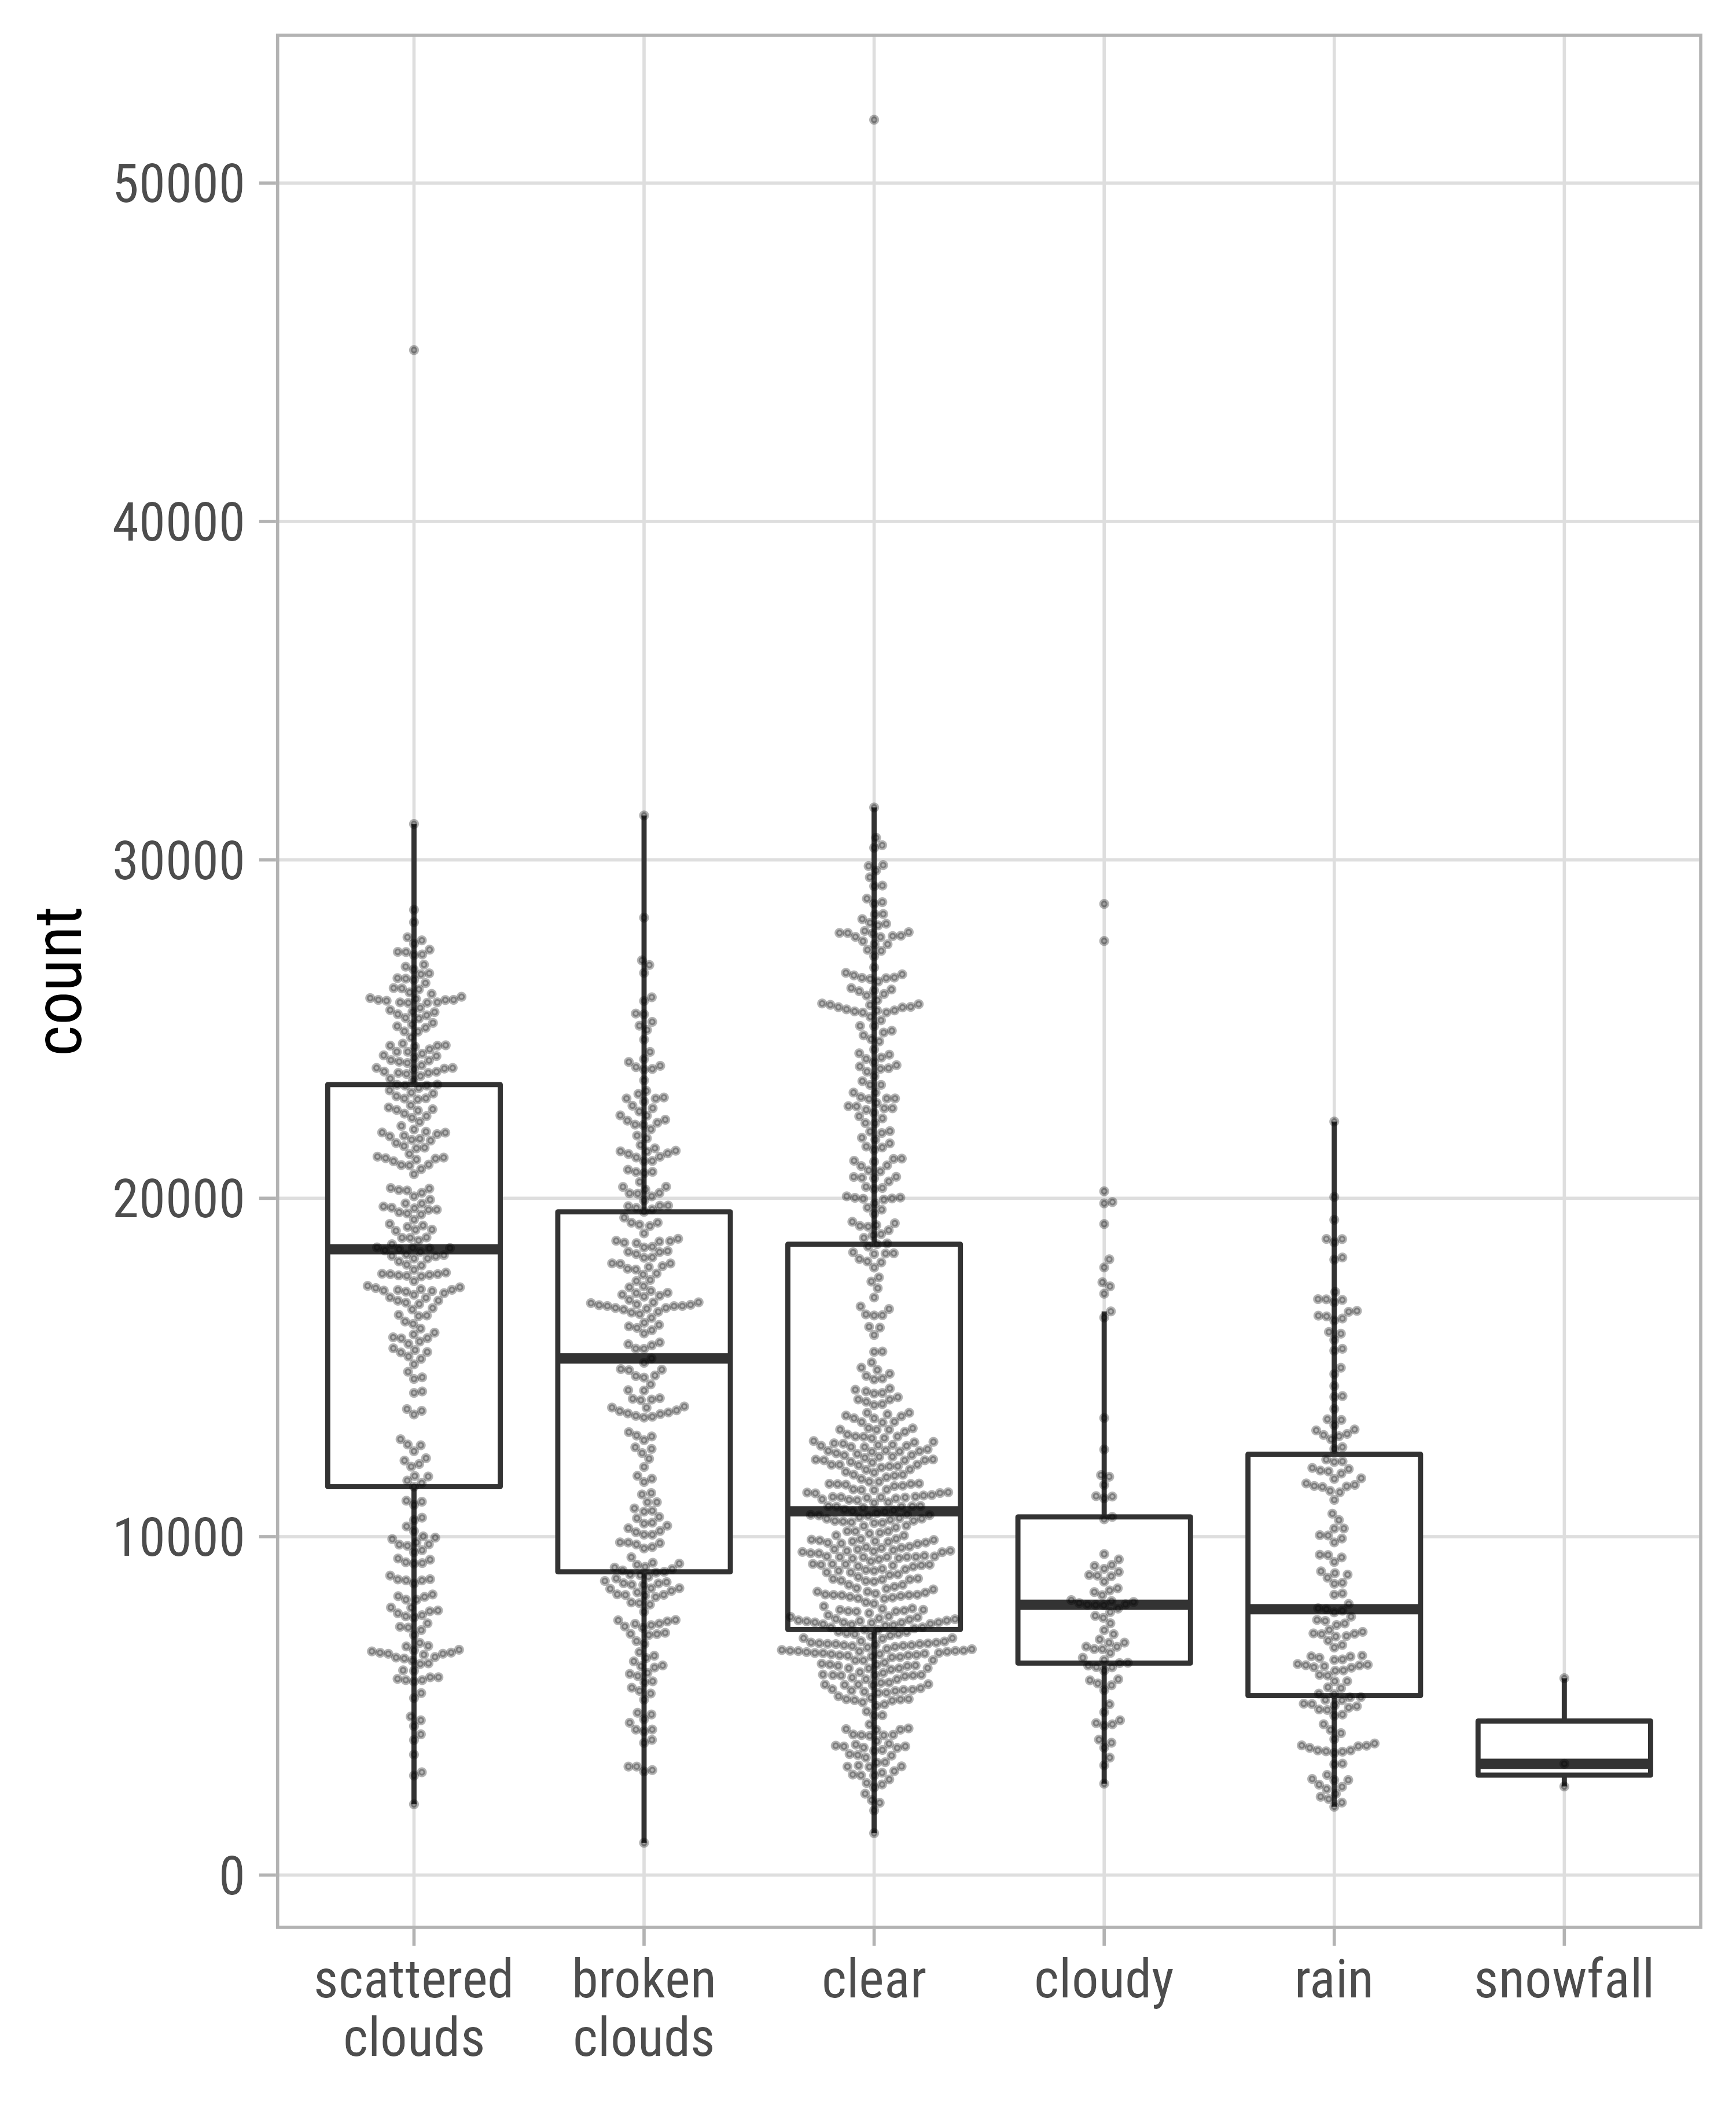 count
50000
40000
30000
20000
10000
0
scattered clouds
broken clouds
clear
cloudy
rain
snowfall